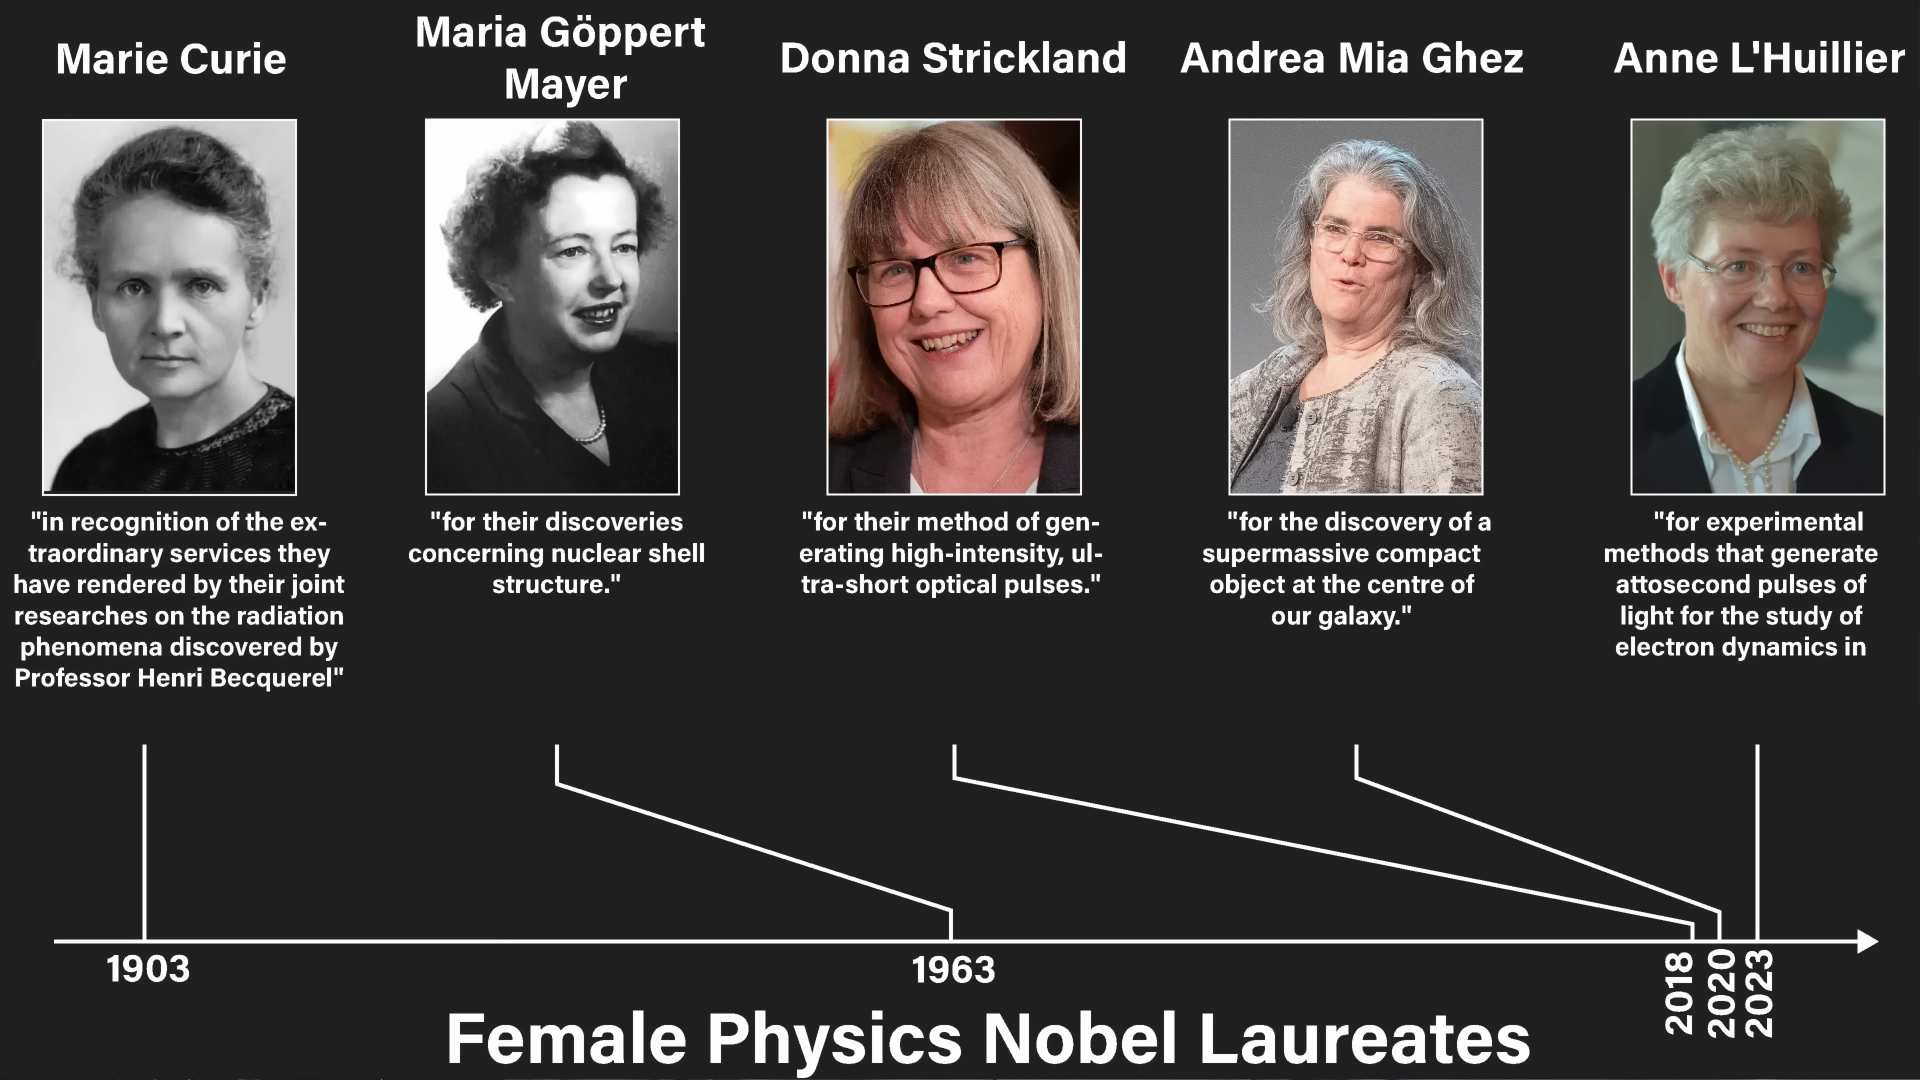 Marie Curie
Maria Göppert
Mayer
Donna Strickland
Andrea Mia Ghez
Anne L'Huillier
"in recognition of the ex-
traordinary services they
have rendered by their joint
researches on the radiation
phenomena discovered by
Professor Henri Becquerel"
"for their discoveries
concerning nuclear shell
structure."
"for their method of gen-
erating high-intensity, ul-
tra-short optical pulses."
"for the discovery of a
supermassive compact
object at the centre of
our galaxy."
"for experimental
methods that generate
attosecond pulses of
light for the study of
electron dynamics in
1903
1963
2018
2020
2023
Female Physics Nobel Laureates